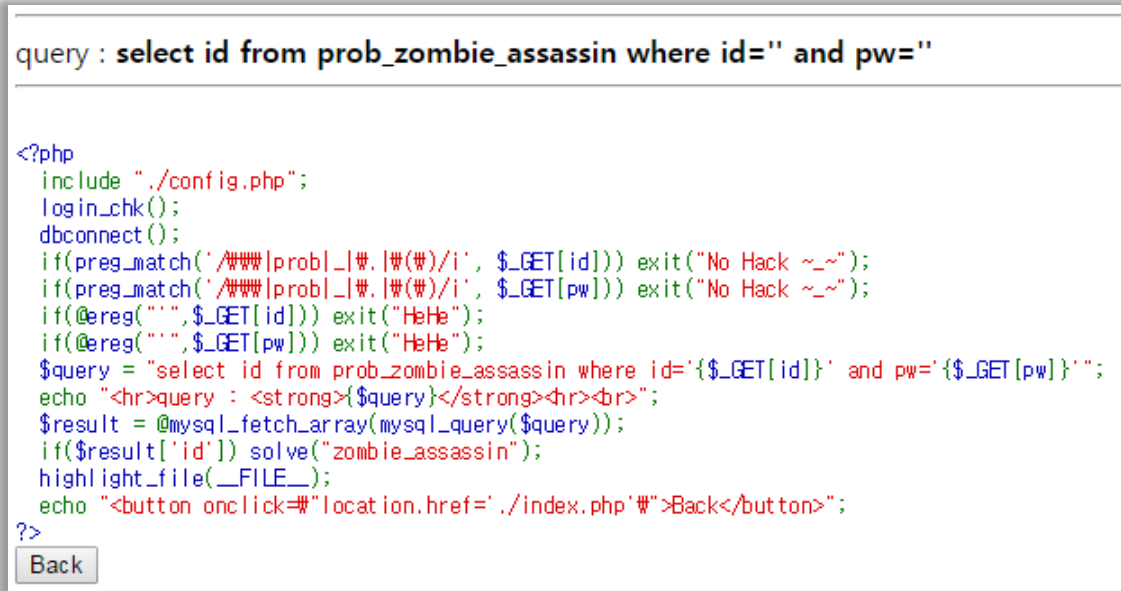 query : select id from prob_zombie_assassin where id='' and pw=''
<?php
include "./config.php";
login_chk();
dbconnect();
if(preg_match('/₩₩₩|prob|_|₩.|₩(₩)/i', $_GET[id])) exit("No Hack ~_~");
if(preg_match('/₩₩₩|prob|_|₩.|₩(₩)/i', $_GET[pw])) exit("No Hack ~_~");
if(@ereg("'",$_GET[id])) exit("HeHe");
if(@ereg("'",$_GET[pw])) exit("HeHe");
$query = "select id from prob_zombie_assassin where id='{$_GET[id]}' and pw='{$_GET[pw]}'";
echo "<hr>query : <strong>{$query}</strong><hr><br>";
$result = @mysql_fetch_array(mysql_query($query));
if($result['id']) solve("zombie_assassin");
highlight_file(__FILE__);
echo "<button onclick=₩"location.href='./index.php'₩">Back</button>";
?>
Back